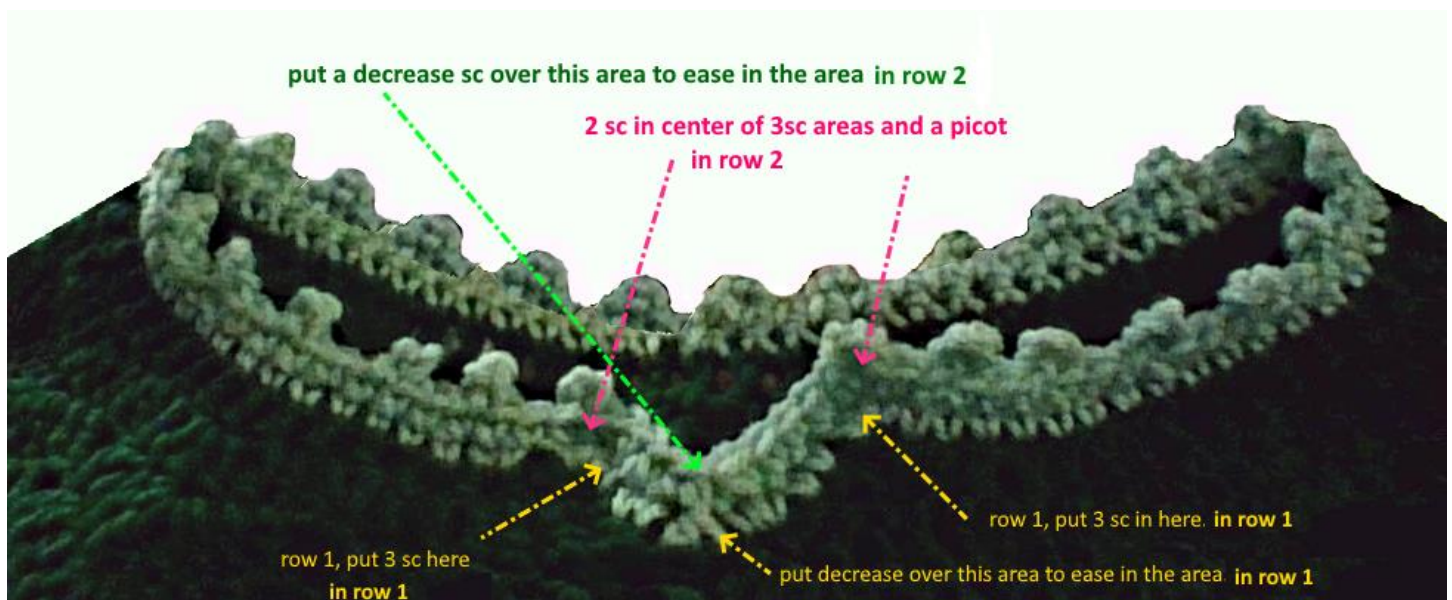 put a decrease sc over this area to ease in the area in row 2
2 sc in center of 3sc areas and a picot
in row 2
row 1, put 3 sc in here. in row 1
row 1, put 3 sc here
in row 1
put decrease over this area to ease in the area in row 1